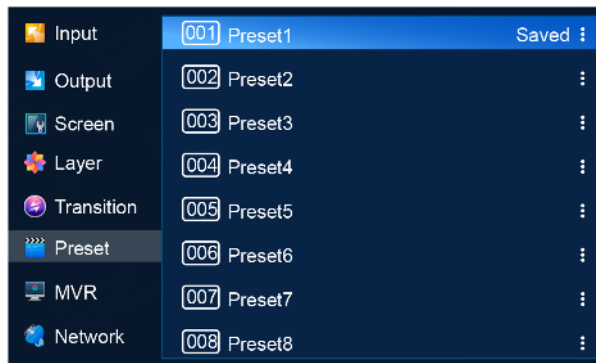 Input
Output
Screen
Layer
Transition
Preset
MVR
Network
001 Preset1 Saved
002 Preset2
003 Preset3
004 Preset4
005 Preset5
006 Preset6
007 Preset7
008 Preset8